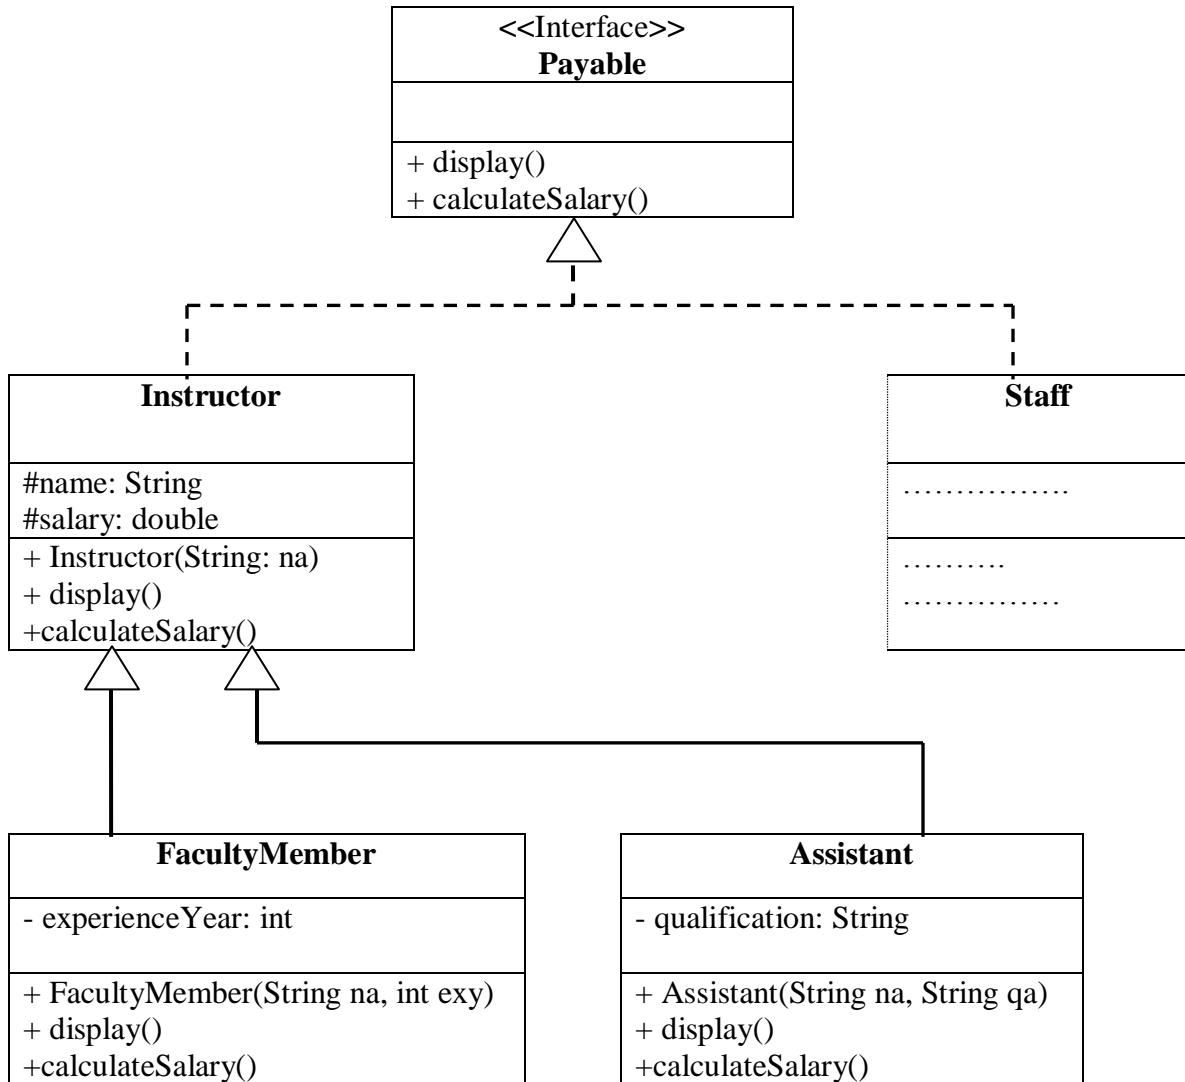 <<Interface>>
Payable
+ display()
+ calculateSalary()
Instructor
#name: String
#salary: double
+ Instructor(String: na)
+ display()
+calculateSalary()
Staff
................
..........
...............
FacultyMember
- experienceYear: int
+ FacultyMember(String na, int exy)
+ display()
+calculateSalary()
Assistant
- qualification: String
+ Assistant(String na, String qa)
+ display()
+calculateSalary()